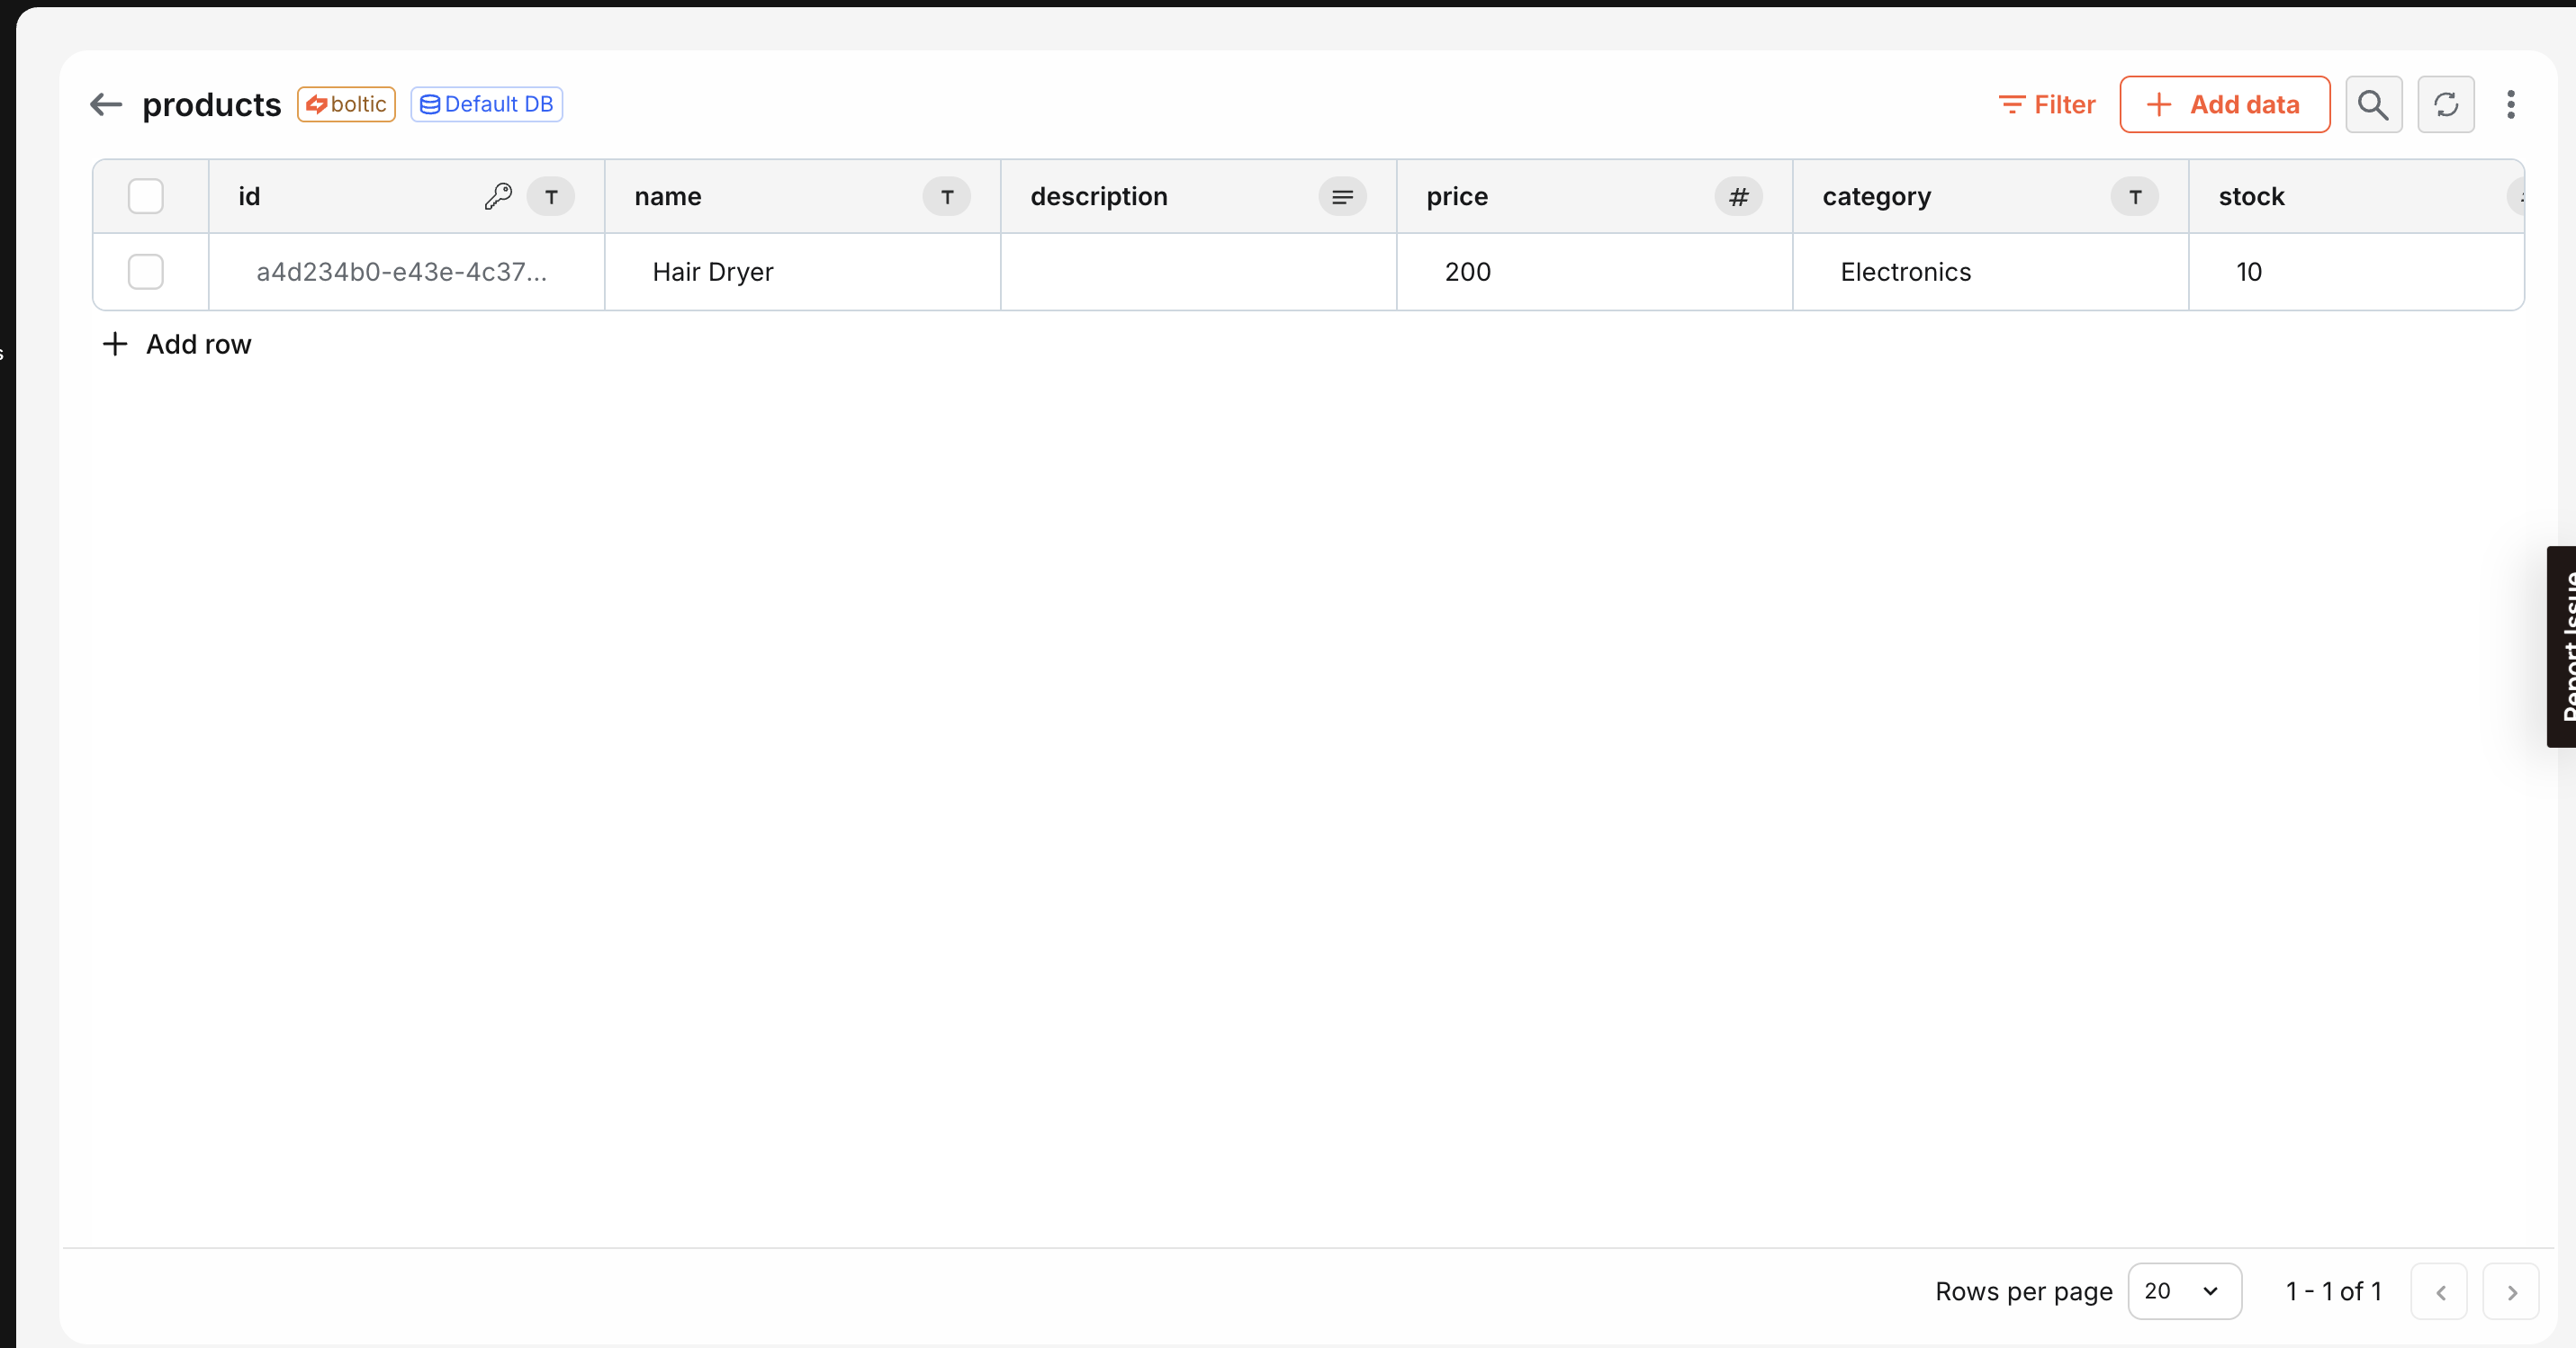 products boltic Default DB Filter + Add data
id T name T description price # category T stock
a4d234b0-e43e-4c37... Hair Dryer 200 Electronics 10
+ Add row
Report Issue
Rows per page 20 1 - 1 of 1